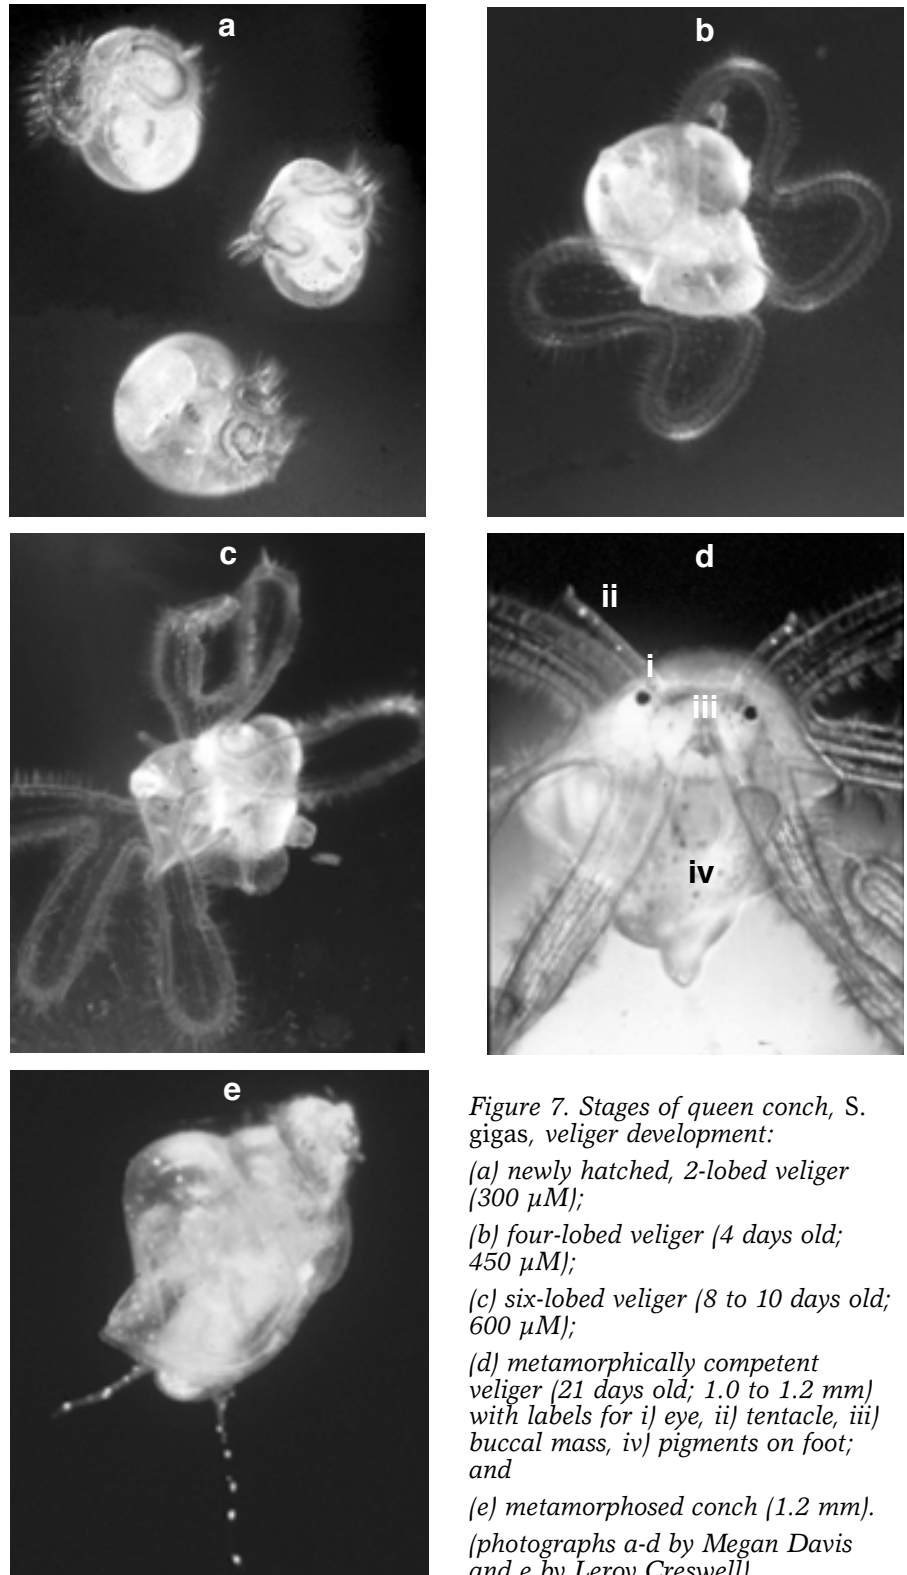 a
b
c
d
ii
i
iii
iv
e
Figure 7. Stages of queen conch, S.
gigas, veliger development:
(a) newly hatched, 2-lobed veliger
(300 µM);
(b) four-lobed veliger (4 days old;
450 µM);
(c) six-lobed veliger (8 to 10 days old;
600 µM);
(d) metamorphically competent
veliger (21 days old; 1.0 to 1.2 mm)
with labels for i) eye, ii) tentacle, iii)
buccal mass, iv) pigments on foot;
and
(e) metamorphosed conch (1.2 mm).
(photographs a-d by Megan Davis
and e by Leroy Creswell)